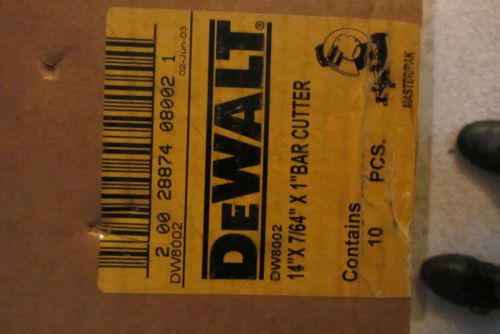 2 00 28874 08002 1
02-Jun-03
DW8002
DEWALT®
DW8002
14"X 7/64" X 1"BAR CUTTER
Contains
10 PCS.
MASTERPAK